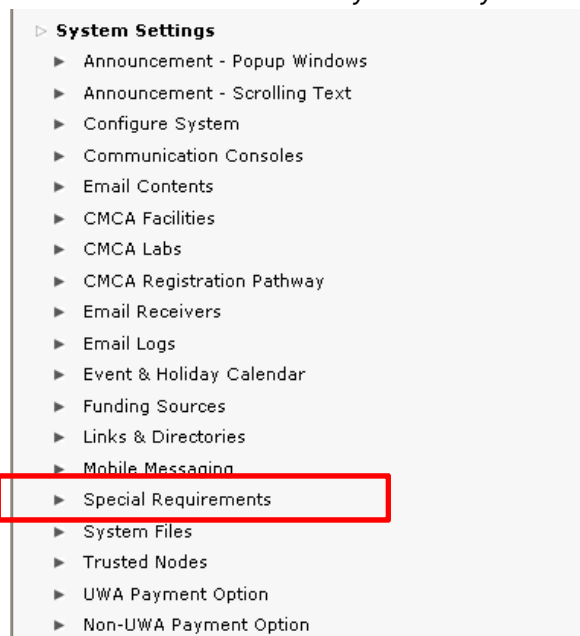 System Settings
Announcement - Popup Windows
Announcement - Scrolling Text
Configure System
Communication Consoles
Email Contents
CMCA Facilities
CMCA Labs
CMCA Registration Pathway
Email Receivers
Email Logs
Event & Holiday Calendar
Funding Sources
Links & Directories
Mobile Messaging
Special Requirements
System Files
Trusted Nodes
UWA Payment Option
Non-UWA Payment Option